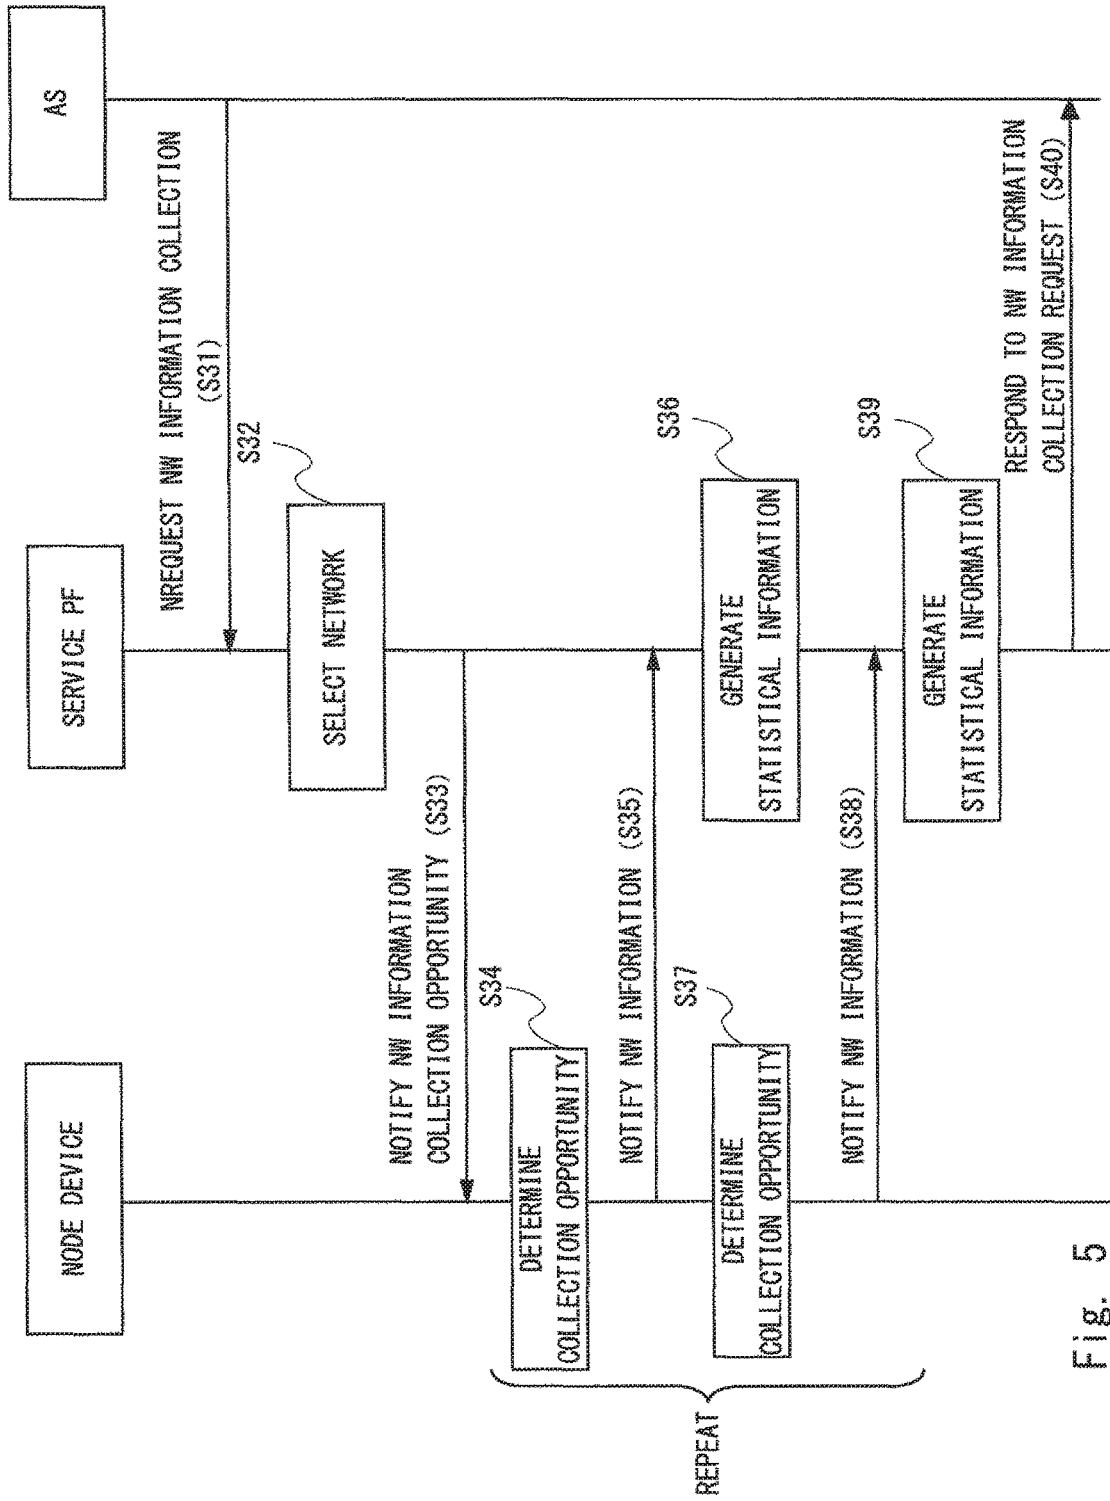 NODE DEVICE
SERVICE PF
AS
NREQUEST NW INFORMATION COLLECTION
(S31)
SELECT NETWORK
S32
NOTIFY NW INFORMATION
COLLECTION OPPORTUNITY (S33)
DETERMINE
COLLECTION OPPORTUNITY
S34
NOTIFY NW INFORMATION (S35)
GENERATE
STATISTICAL INFORMATION
S36
DETERMINE
COLLECTION OPPORTUNITY
S37
NOTIFY NW INFORMATION (S38)
GENERATE
STATISTICAL INFORMATION
S39
RESPOND TO NW INFORMATION
COLLECTION REQUEST (S40)
REPEAT
Fig. 5